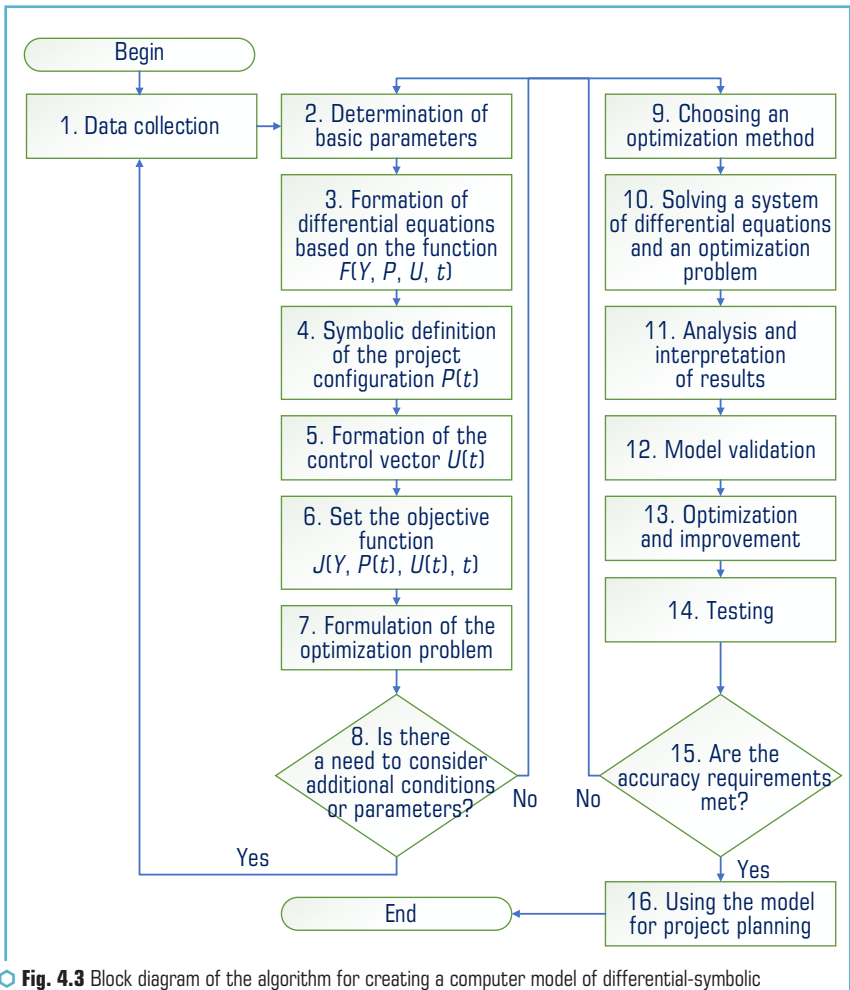 Begin
1. Data collection
2. Determination of
basic parameters
3. Formation of
differential equations
based on the function
F(Y, P, U, t)
4. Symbolic definition
of the project
configuration P(t)
5. Formation of the
control vector U(t)
6. Set the objective
function
J(Y, P(t), U(t), t)
7. Formulation of the
optimization problem
8. Is there
a need to consider
additional conditions
or parameters?
No
Yes
9. Choosing an
optimization method
10. Solving a system
of differential equations
and an optimization
problem
11. Analysis and
interpretation
of results
12. Model validation
13. Optimization
and improvement
14. Testing
15. Are the
accuracy requirements
met?
No
Yes
16. Using the model
for project planning
End
Fig. 4.3 Block diagram of the algorithm for creating a computer model of differential-symbolic